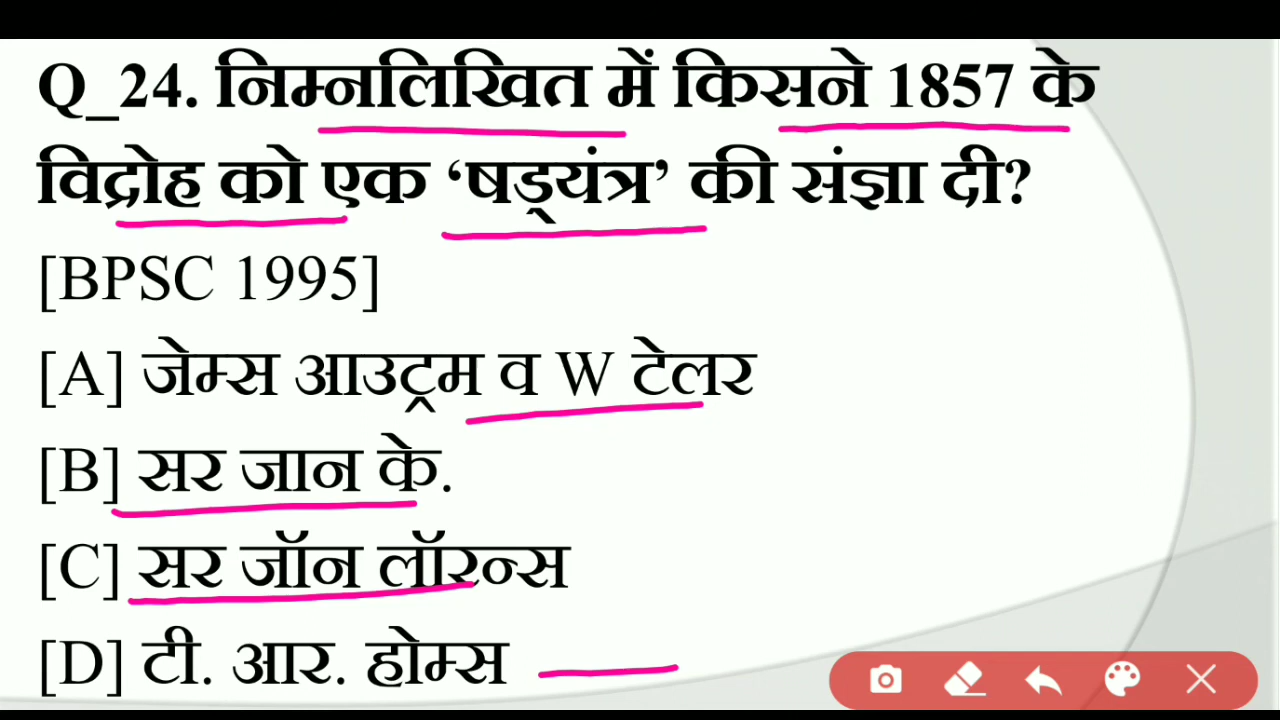 Q_24. निम्नलिखित में किसने 1857 के
विद्रोह को एक ‘षड्यंत्र’ की संज्ञा दी?
[BPSC 1995]
[A] जेम्स आउट्रम व W टेलर
[B] सर जान के.
[C] सर जॉन लॉरन्स
[D] टी. आर. होम्स